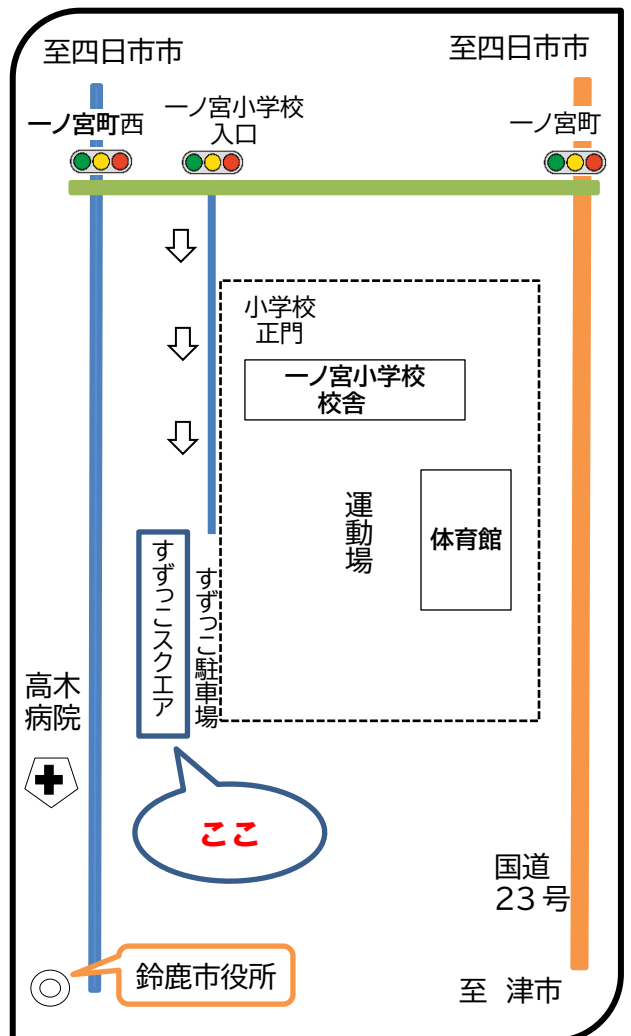 至四日市市
至四日市市
一ノ宮町西
一ノ宮小学校
入口
一ノ宮町
小学校
正門
一ノ宮小学校
校舎
運動場
体育館
すずっこスクエア
すずっこ駐車場
高木
病院
ここ
国道
23号
鈴鹿市役所
至 津市